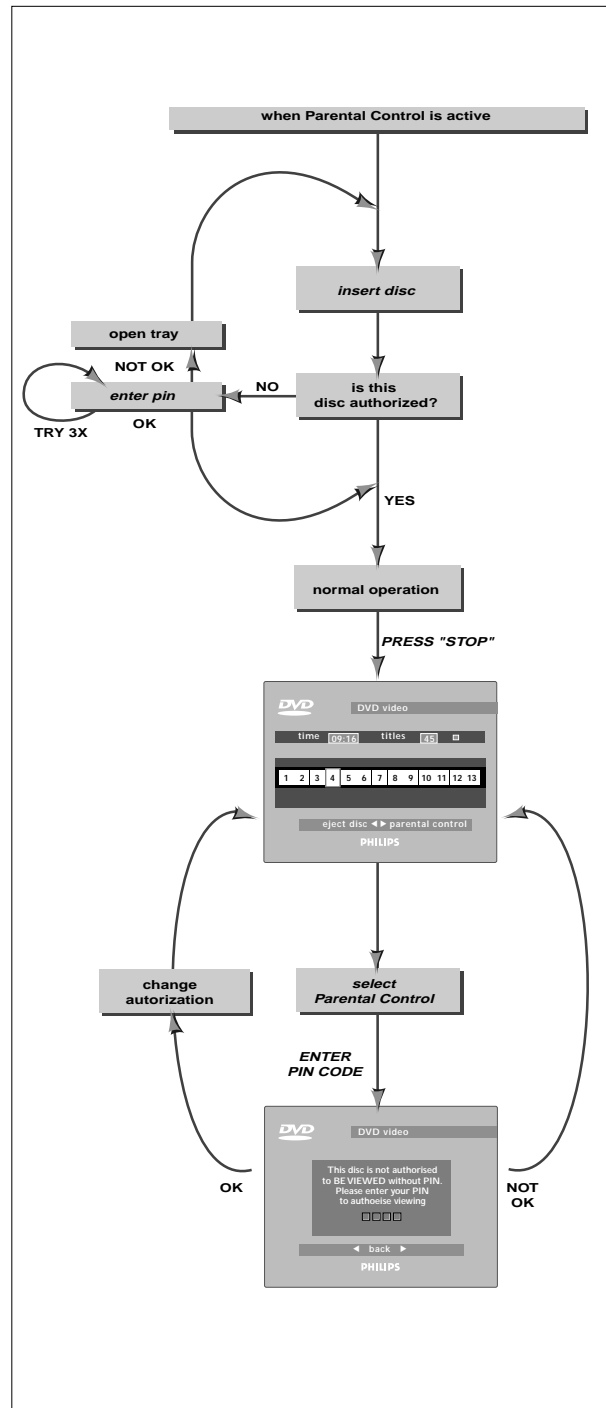 when Parental Control is active
insert disc
open tray
NOT OK
enter pin
NO
is this
disc authorized?
OK
TRY 3X
YES
normal operation
PRESS "STOP"
DVD
DVD video
time 09:16 titles 45
1 2 3 4 5 6 7 8 9 10 11 12 13
eject disc ◀ ▶ parental control
PHILIPS
change
autorization
select
Parental Control
ENTER
PIN CODE
DVD
DVD video
This disc is not authorised
to BE VIEWED without PIN.
Please enter your PIN
to authoeise viewing
OK
NOT
OK
◀ back ▶
PHILIPS